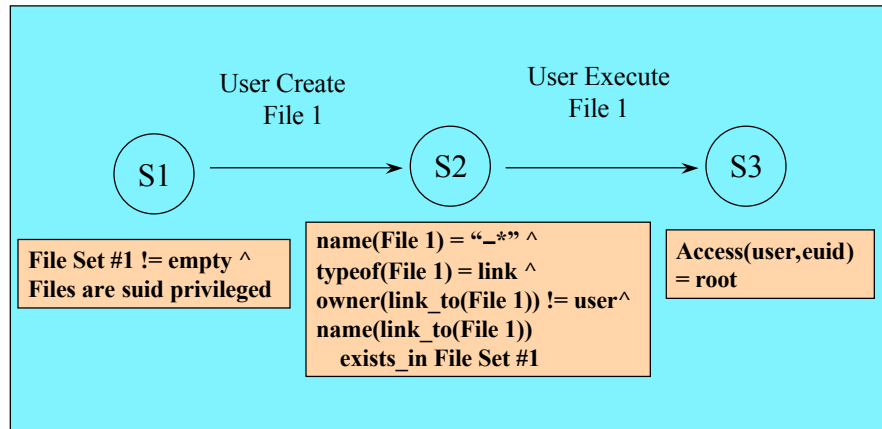 User Create
File 1
User Execute
File 1
S1
S2
S3
File Set #1 != empty ^
Files are suid privileged
name(File 1) = “–*” ^
typeof(File 1) = link ^
owner(link_to(File 1)) != user^
name(link_to(File 1))
exists_in File Set #1
Access(user,euid)
= root